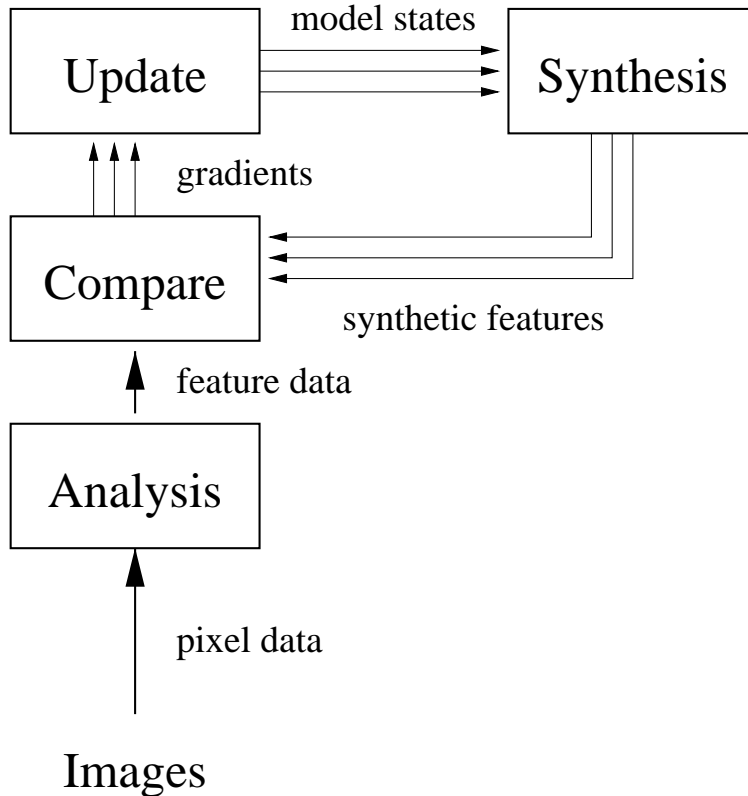 model states
Update
Synthesis
gradients
Compare
synthetic features
feature data
Analysis
pixel data
Images